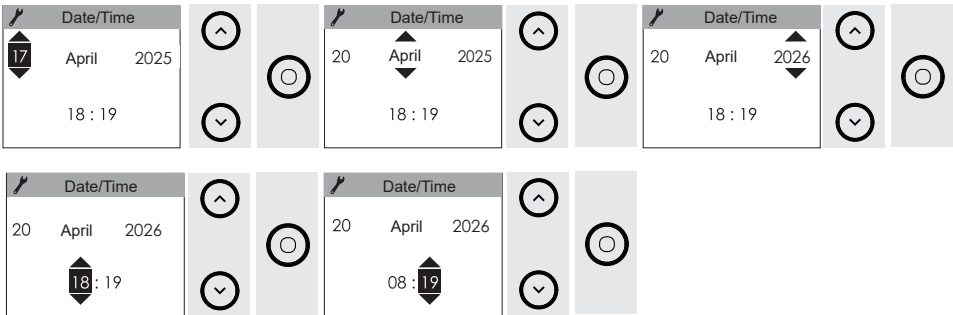 Date/Time
17 April 2025
18 : 19
Date/Time
20 April 2025
18 : 19
Date/Time
20 April 2026
18 : 19
Date/Time
20 April 2026
18 : 19
Date/Time
20 April 2026
08 : 19